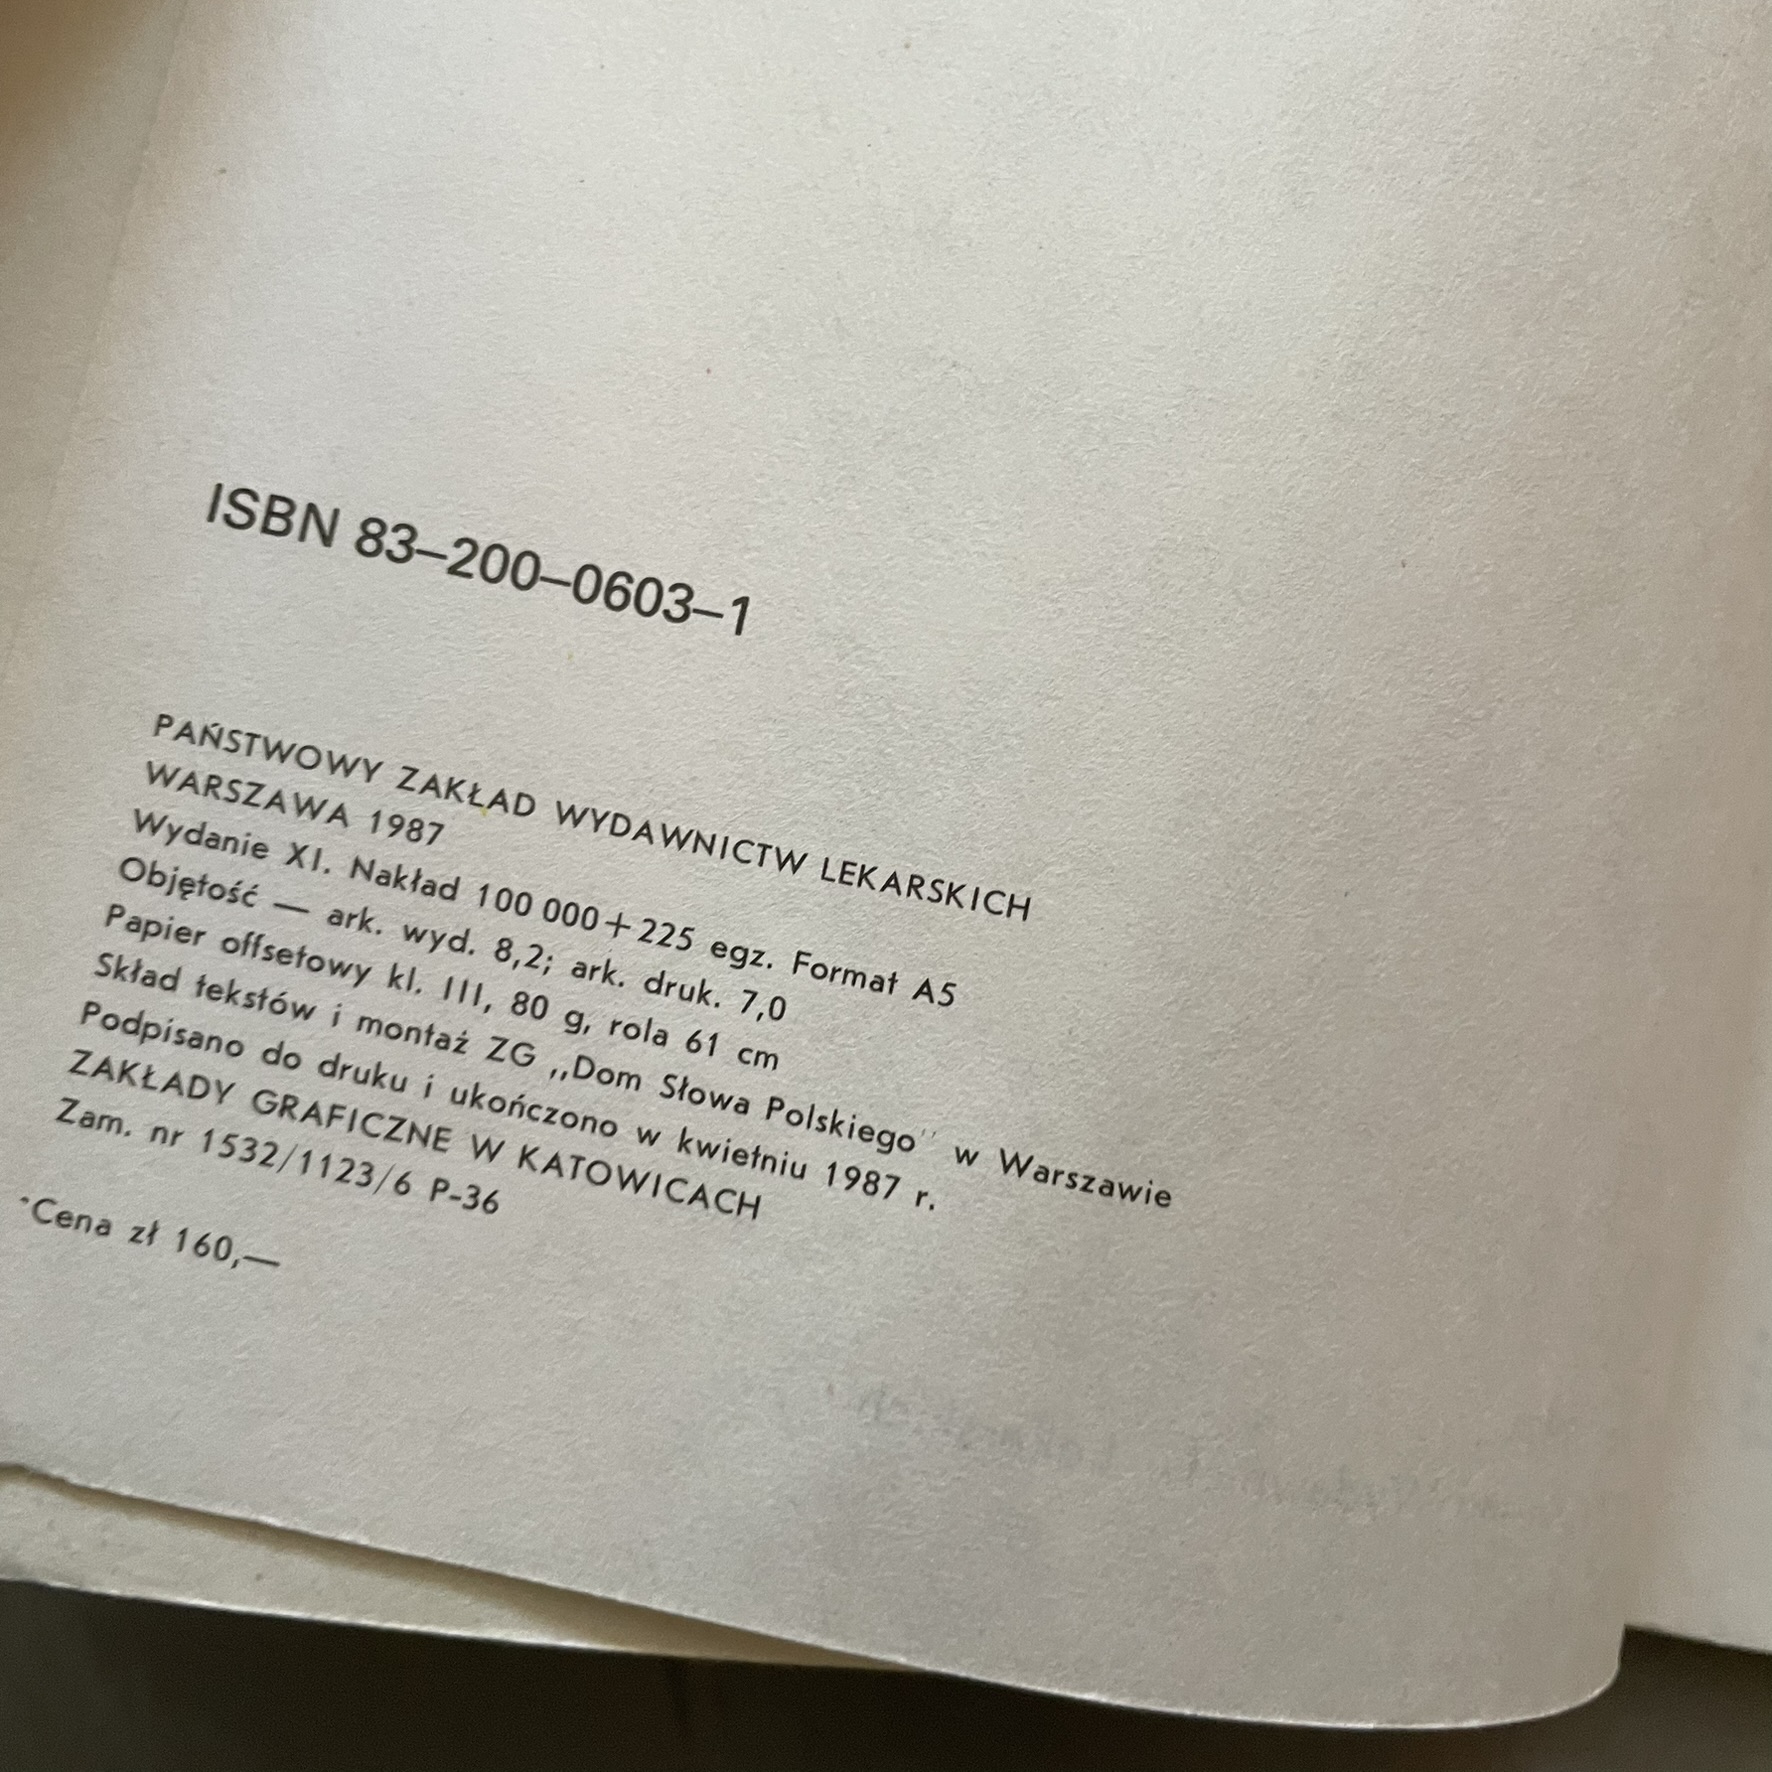 ISBN 83–200–0603–1
PAŃSTWOWY ZAKŁAD WYDAWNICTW LEKARSKICH
WARSZAWA 1987
Wydanie XI. Nakład 100 000+225 egz. Format A5
Objętość — ark. wyd. 8,2; ark. druk. 7,0
Papier offsetowy kl. III, 80 g, rola 61 cm
Skład tekstów i montaż ZG ,,Dom Słowa Polskiego'' w Warszawie
Podpisano do druku i ukończono w kwietniu 1987 r.
ZAKŁADY GRAFICZNE W KATOWICACH
Zam. nr 1532/1123/6 P-36
Cena zł 160,—